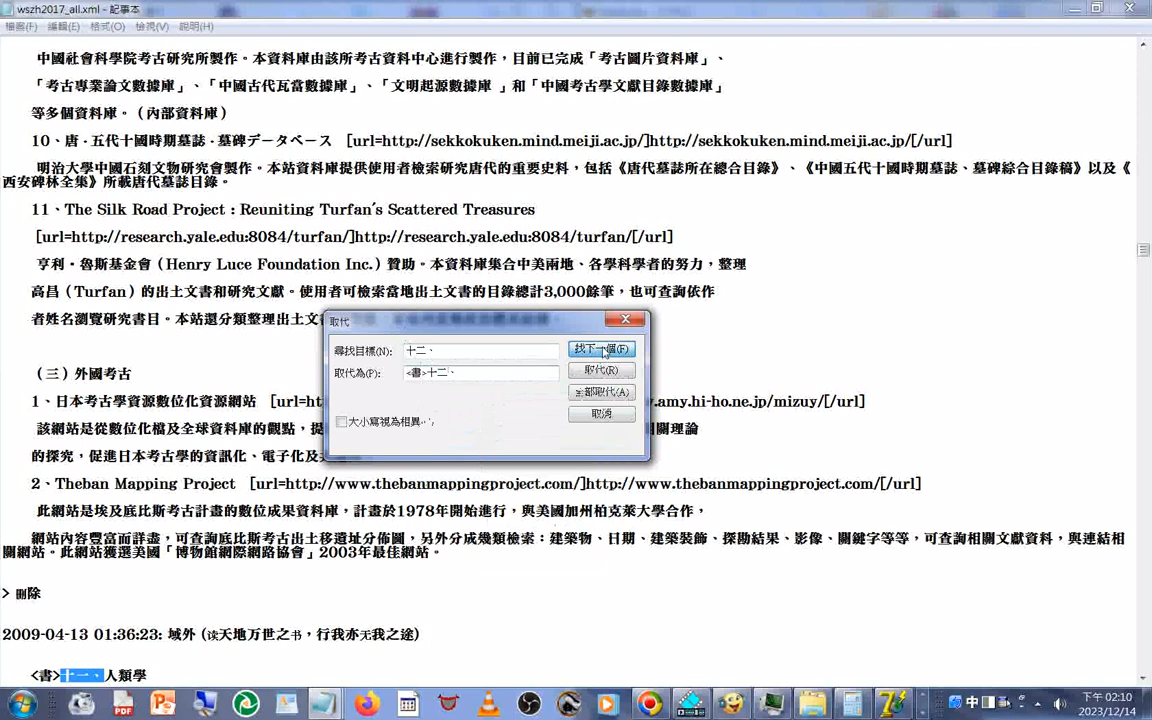 wszh2017_all.xml - 記事本
檔案(F) 編輯(E) 格式(O) 檢視(V) 說明(H)
中國社會科學院考古研究所製作。本資料庫由該所考古資料中心進行製作，目前已完成「考古圖片資料庫」、
「考古專業論文數據庫」、「中國古代瓦當數據庫」、「文明起源數據庫 」和「中國考古學文獻目錄數據庫」
等多個資料庫。（內部資料庫）
10、唐·五代十國時期墓誌·墓碑データベース [url=http://sekkokuken.mind.meiji.ac.jp/]http://sekkokuken.mind.meiji.ac.jp/[/url]
明治大學中國石刻文物研究會製作。本站資料庫提供使用者檢索研究唐代的重要史料，包括《唐代墓誌所在總合目錄》、《中國五代十國時期墓誌、墓碑綜合目錄稿》以及《
西安碑林全集》所載唐代墓誌目錄。
11、The Silk Road Project : Reuniting Turfan's Scattered Treasures
[url=http://research.yale.edu:8084/turfan/]http://research.yale.edu:8084/turfan/[/url]
亨利·魯斯基金會（Henry Luce Foundation Inc.）贊助。本資料庫集合中美兩地、各學科學者的努力，整理
高昌（Turfan）的出土文書和研究文獻。使用者可檢索當地出土文書的目錄總計3,000餘筆，也可查詢依作
者姓名瀏覽研究書目。本站還分類整理出土文書
取代
尋找目標(N): 十二、
找下一個(F)
取代為(P): <書>十二、
取代(R)
全部取代(A)
大小寫視為相異
取消
（三）外國考古
1、日本考古學資源數位化資源網站 [url=ht .amy.hi-ho.ne.jp/mizuy/[/url]
該網站是從數位化檔及全球資料庫的觀點，提 相關理論
的探究，促進日本考古學的資訊化、電子化及
2、Theban Mapping Project [url=http://www.thebanmappingproject.com/]http://www.thebanmappingproject.com/[/url]
此網站是埃及底比斯考古計畫的數位成果資料庫，計畫於1978年開始進行，與美國加州柏克萊大學合作，
網站內容豐富而詳盡，可查詢底比斯考古出土移遺址分佈圖，另外分成幾類檢索：建築物、日期、建築裝飾、探勘結果、影像、關鍵字等等，可查詢相關文獻資料，與連結相
關網站。此網站獲選美國「博物館網際網路協會」2003年最佳網站。
> 刪除
2009-04-13 01:36:23: 域外 (读天地万世之书，行我亦无我之途)
<書>十一、人類學
PDF
中
下午 02:10
2023/12/14